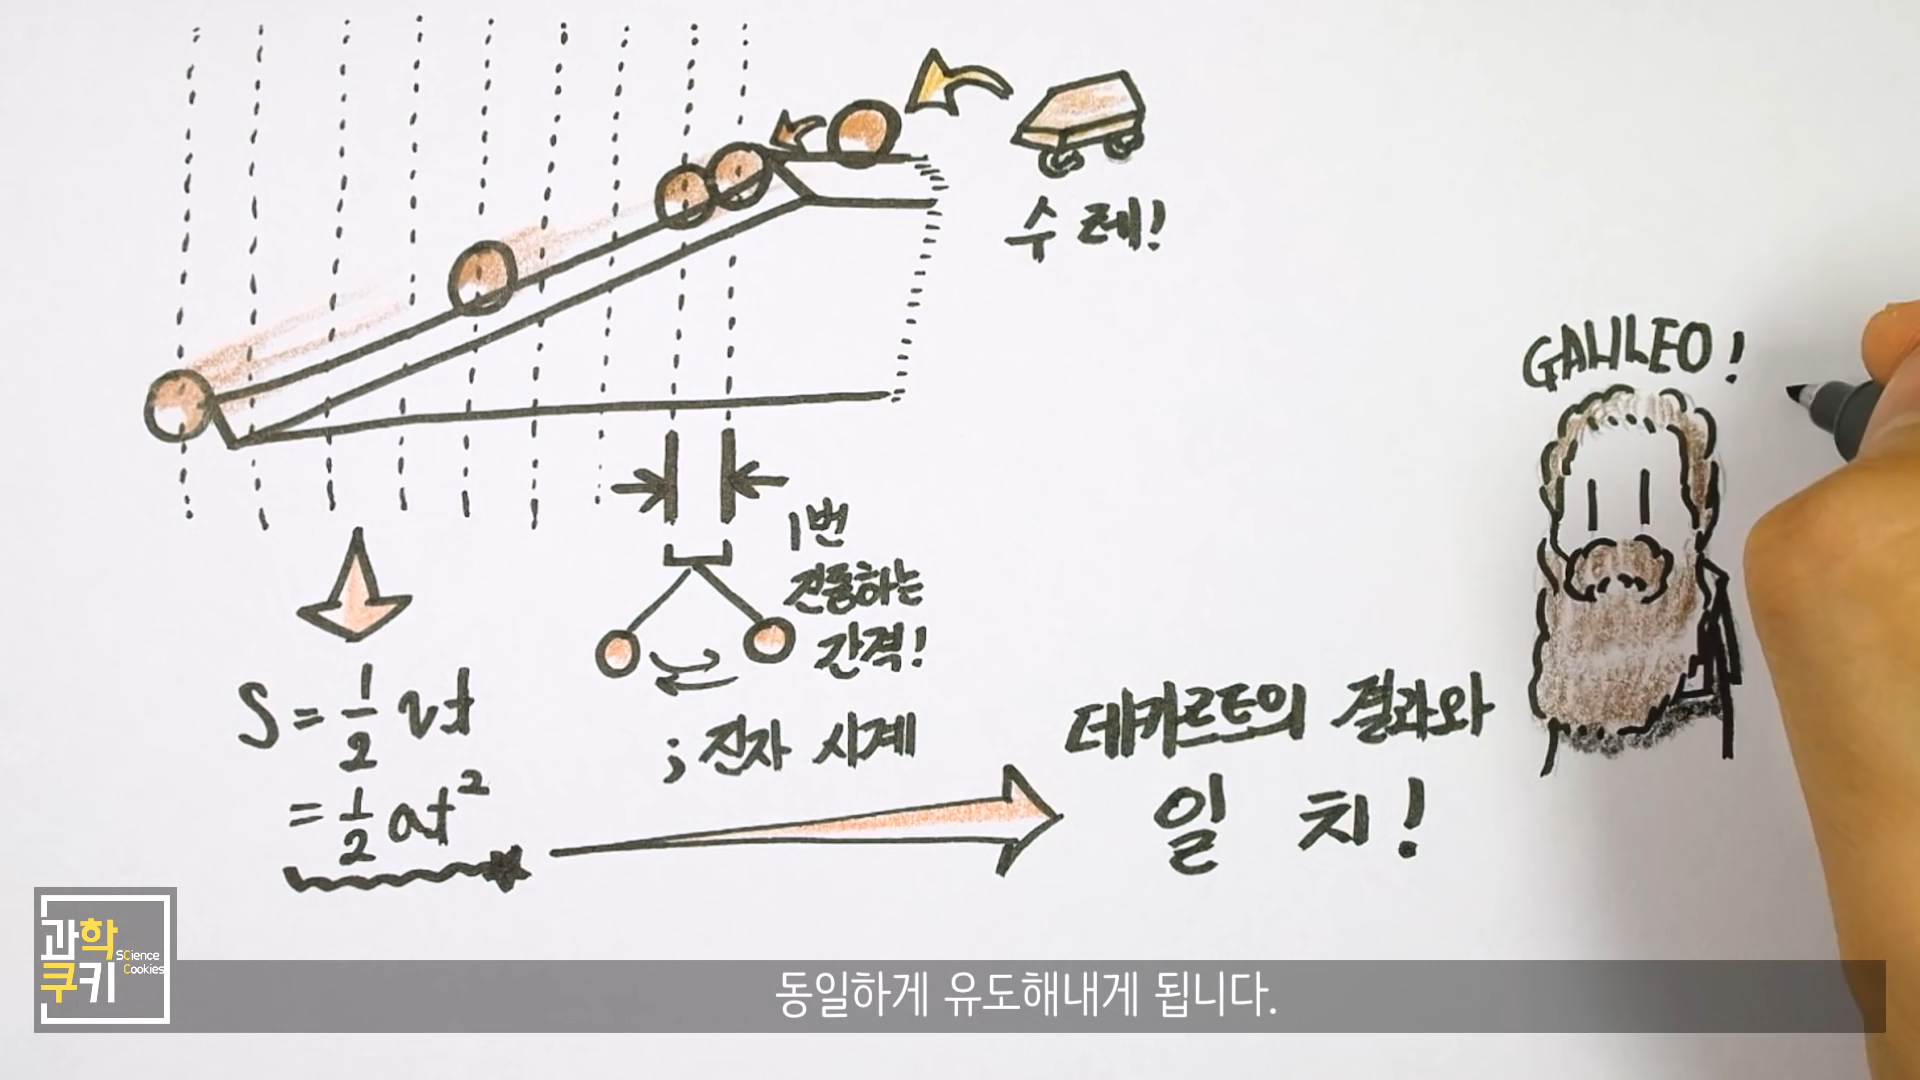 수레!
GALILEO!
1번
진동하는
간격!
; 진자 시계
S = 1/2 vt
= 1/2 at²
데카르트의 결과와
일 치!
과학
쿠키
SCience
Cookies
동일하게 유도해내게 됩니다.